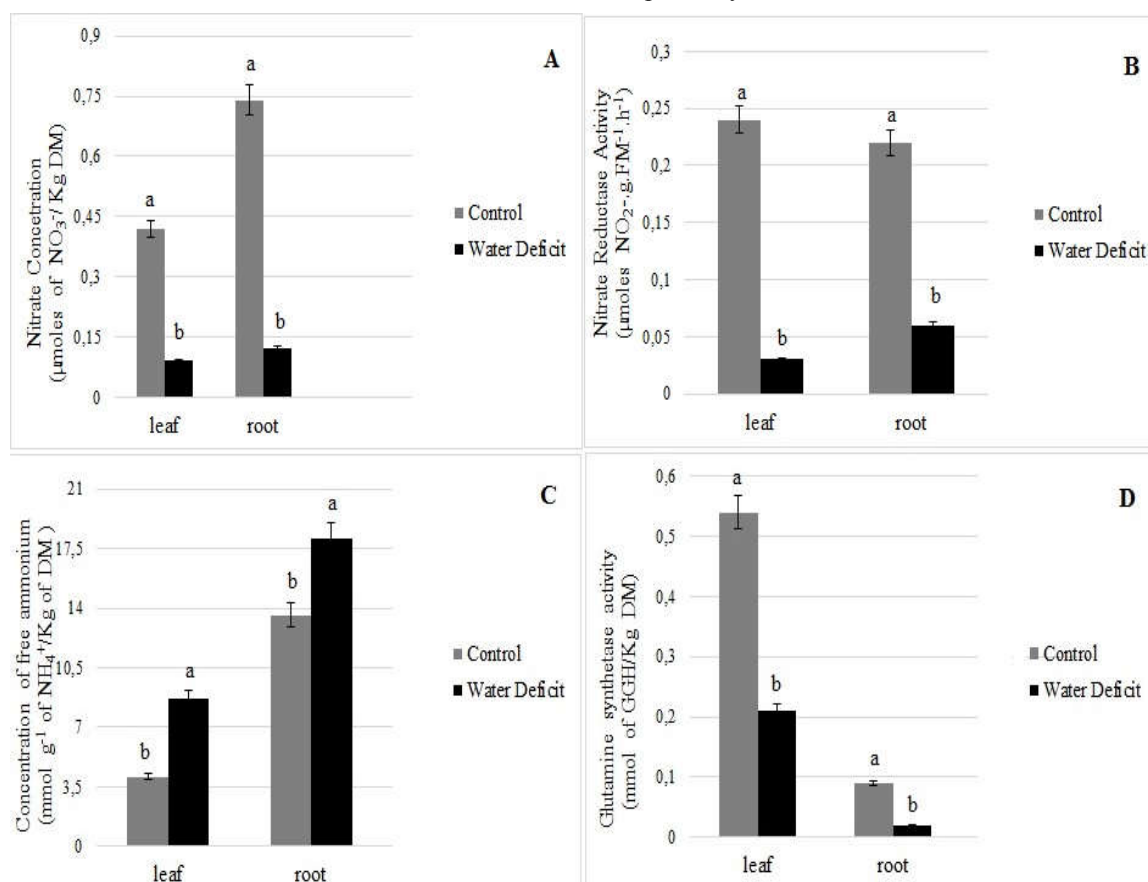 0,9
0,75
0,6
0,45
0,3
0,15
0
Nitrate Concetration
(µmoles of NO3-/ Kg DM)
a
b
a
b
leaf
root
Control
Water Deficit
A
0,3
0,25
0,2
0,15
0,1
0,05
0
Nitrate Reductase Activity
(µmoles NO2-.g.FM-1.h-1)
a
b
a
b
leaf
root
Control
Water Deficit
B
21
17,5
14
10,5
7
3,5
0
Concentration of free ammonium
(mmol g-1 of NH4+/Kg of DM )
b
a
b
a
leaf
root
Control
Water Deficit
C
0,6
0,5
0,4
0,3
0,2
0,1
0
Glutamine synthetase activity
(mmol of GGH/Kg DM)
a
b
a
b
leaf
root
Control
Water Deficit
D